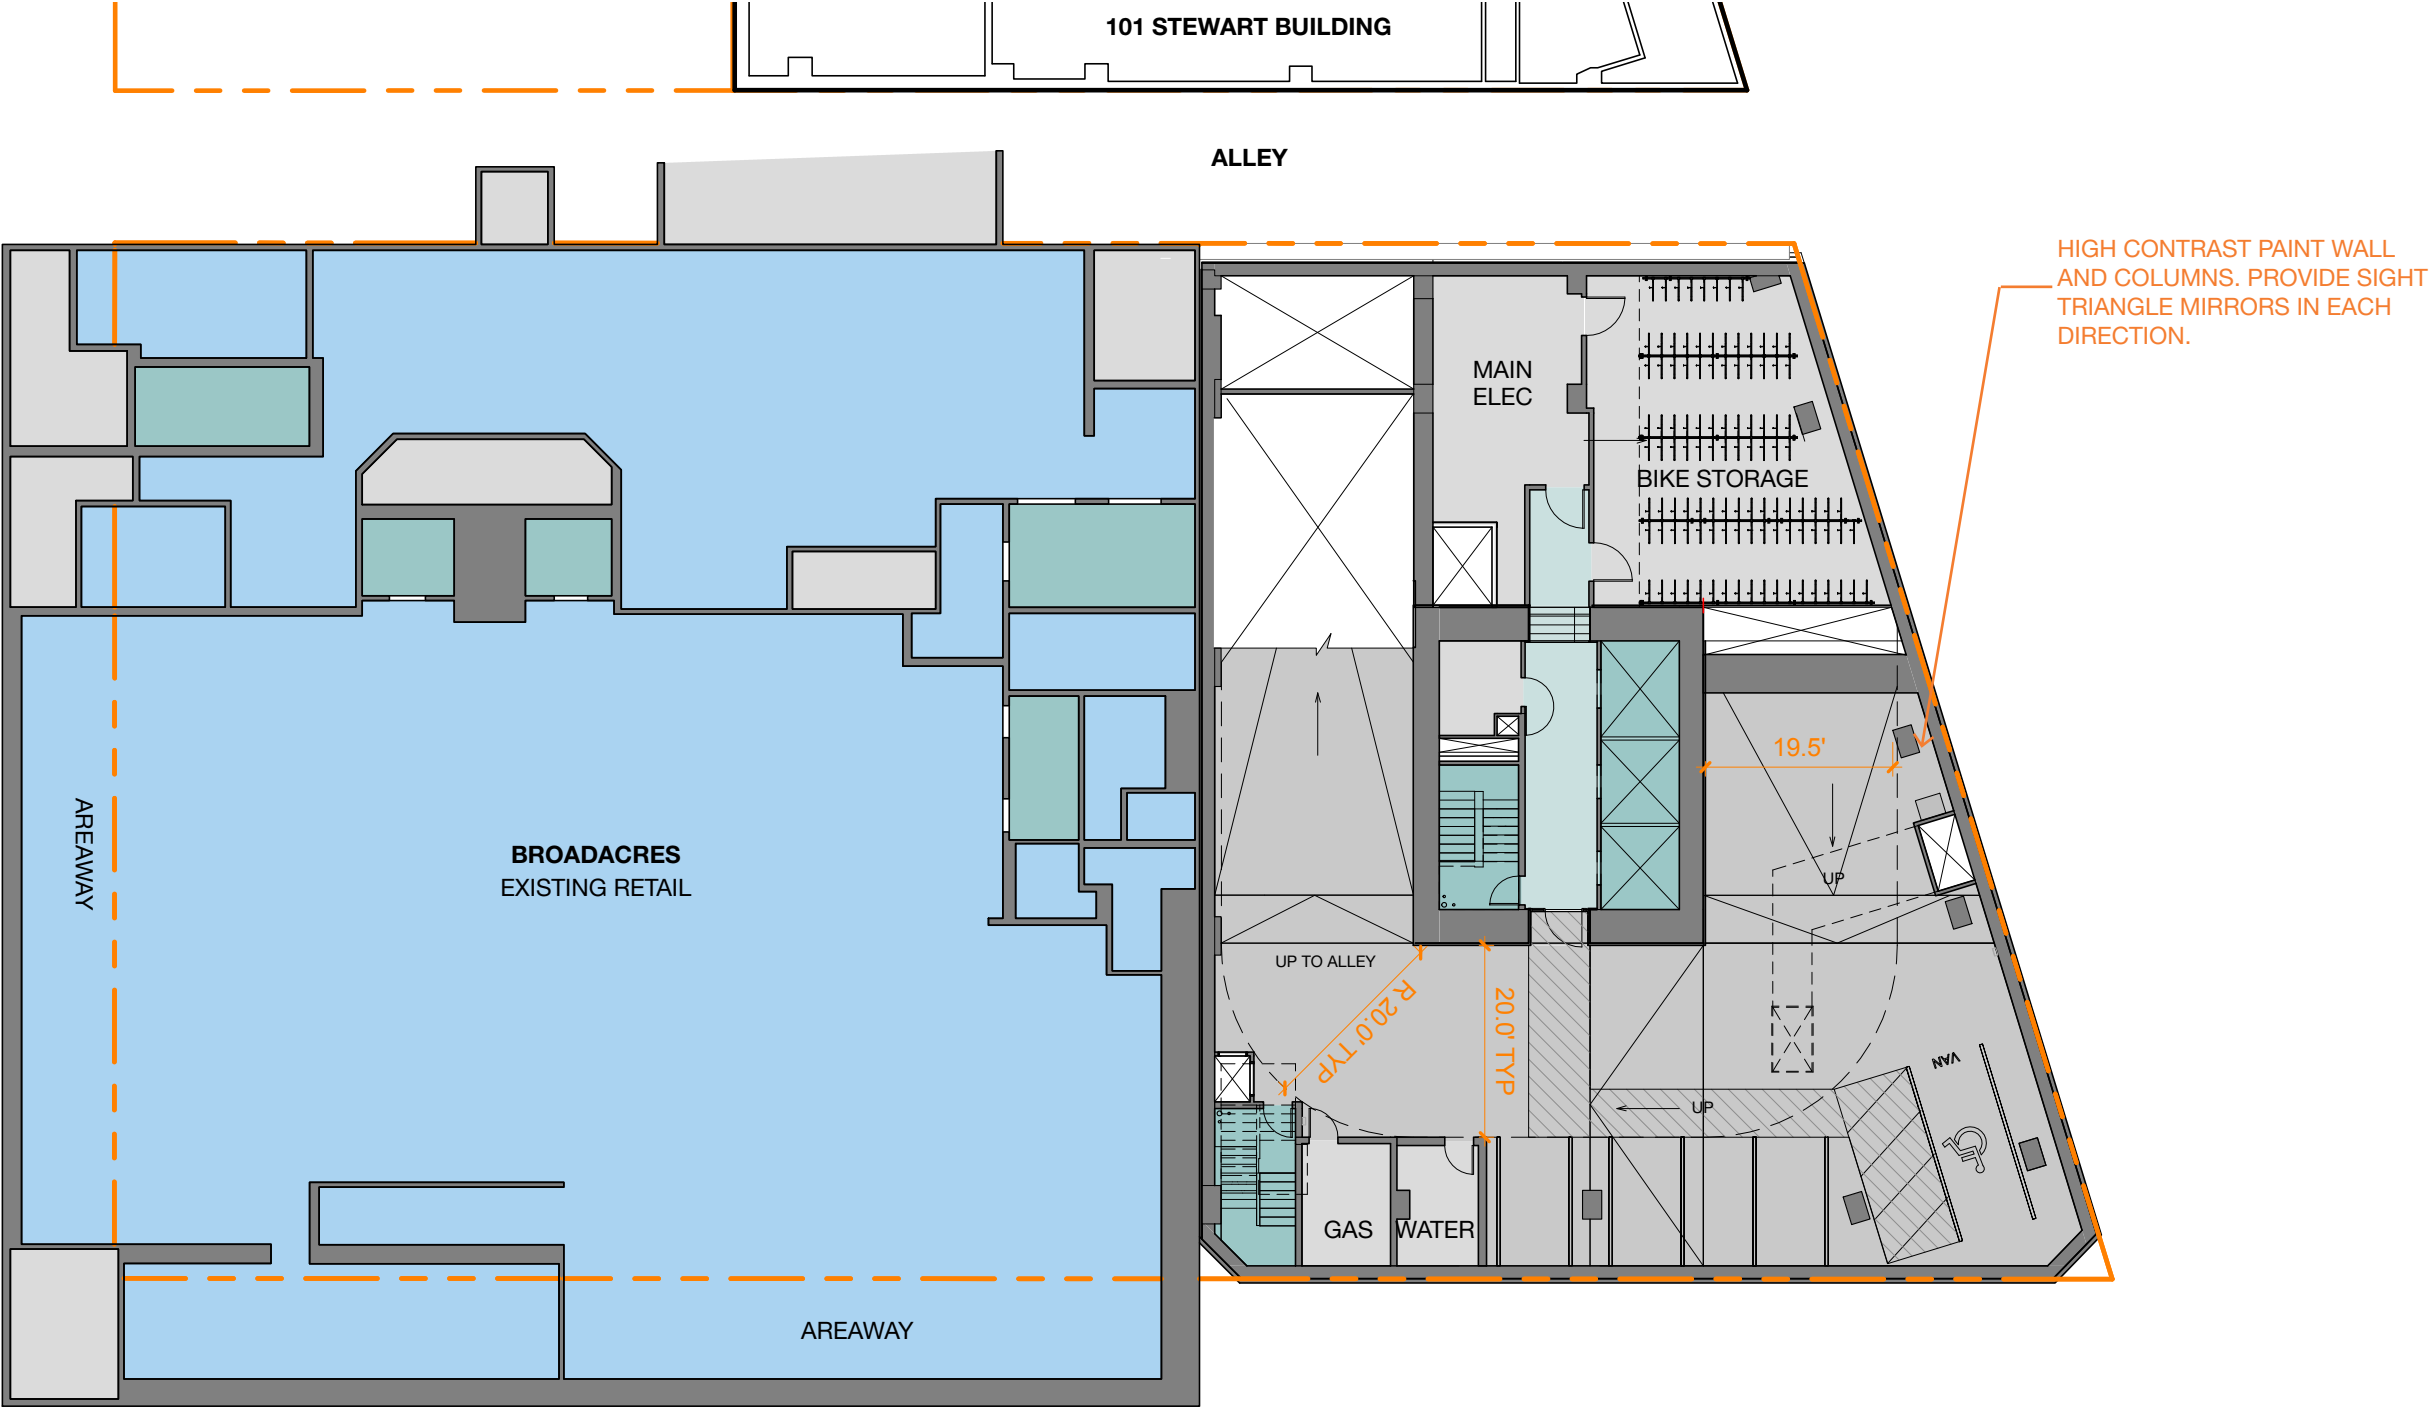 101 STEWART BUILDING
ALLEY
HIGH CONTRAST PAINT WALL
AND COLUMNS. PROVIDE SIGHT
TRIANGLE MIRRORS IN EACH
DIRECTION.
MAIN
ELEC
BIKE STORAGE
19.5'
AREAWAY
BROADACRES
EXISTING RETAIL
UP
UP TO ALLEY
R 20.0' TYP
20.0' TYP
VAN
UP
GAS
WATER
AREAWAY